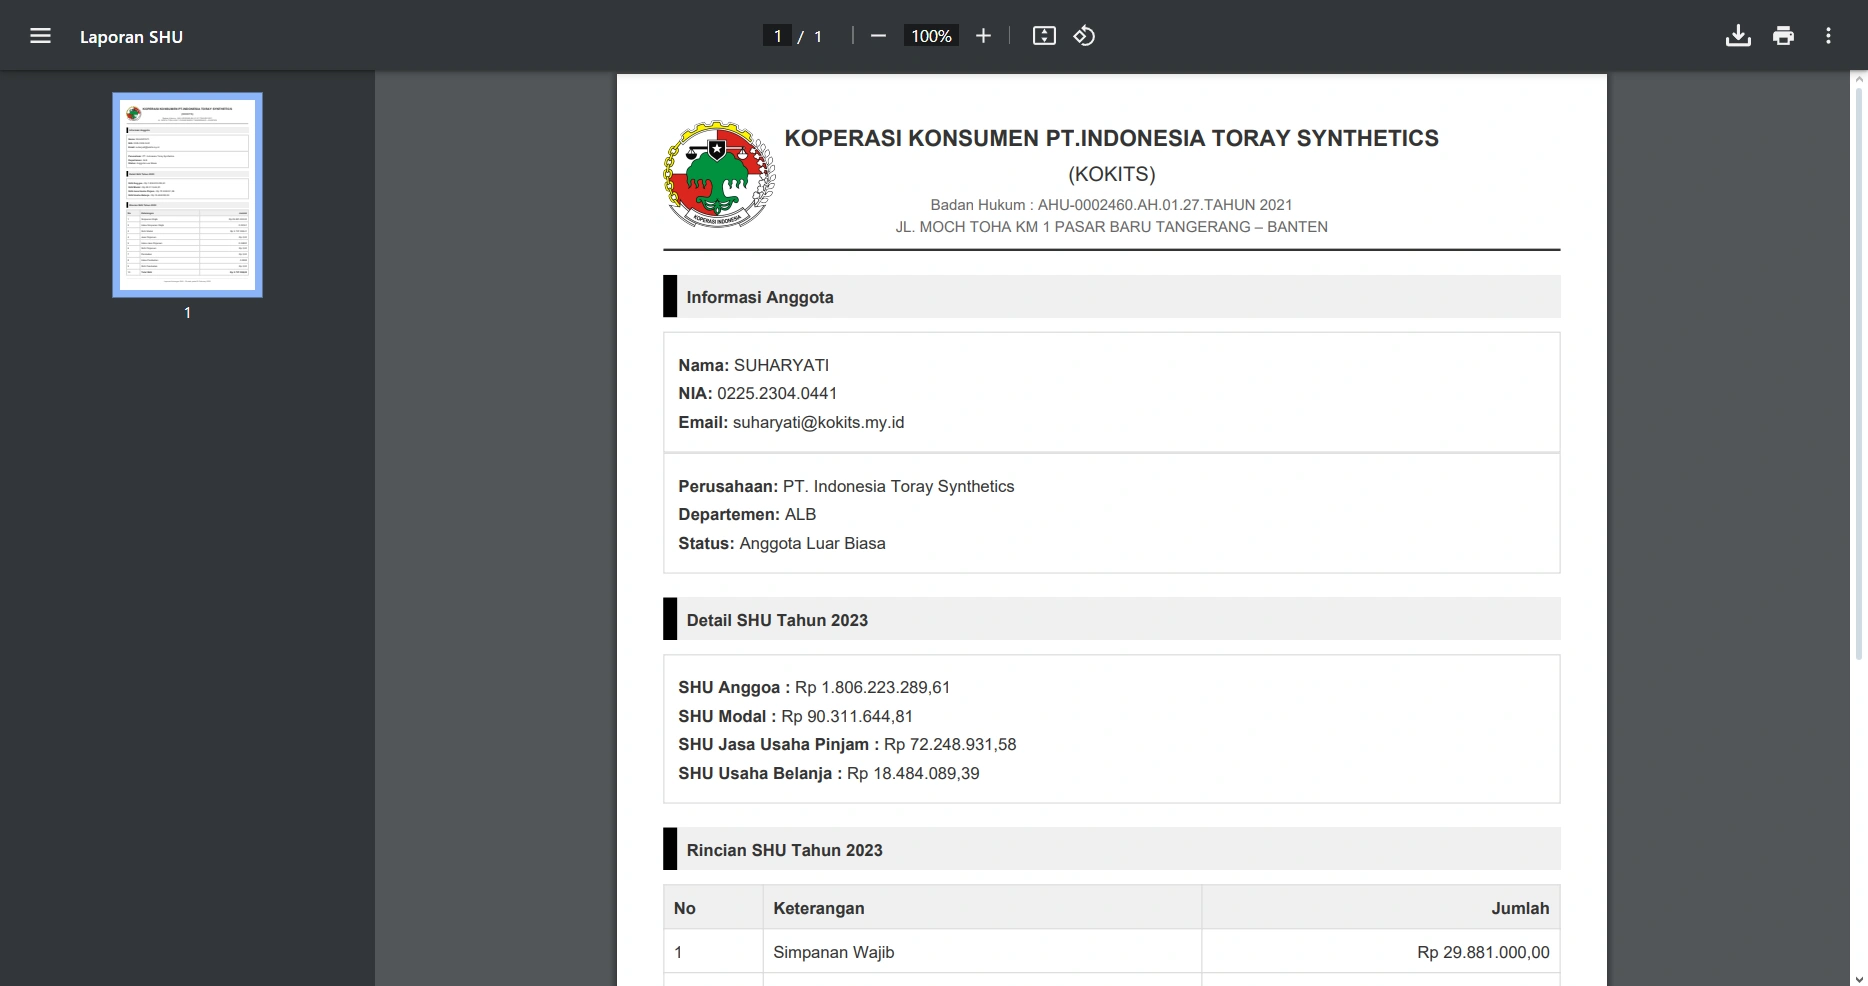 Laporan SHU
1 / 1
100%
1
KOPERASI KONSUMEN PT.INDONESIA TORAY SYNTHETICS
(KOKITS)
Badan Hukum : AHU-0002460.AH.01.27.TAHUN 2021
JL. MOCH TOHA KM 1 PASAR BARU TANGERANG – BANTEN
KOPERASI INDONESIA
Informasi Anggota
Nama: SUHARYATI
NIA: 0225.2304.0441
Email: suharyati@kokits.my.id
Perusahaan: PT. Indonesia Toray Synthetics
Departemen: ALB
Status: Anggota Luar Biasa
Detail SHU Tahun 2023
SHU Anggoa : Rp 1.806.223.289,61
SHU Modal : Rp 90.311.644,81
SHU Jasa Usaha Pinjam : Rp 72.248.931,58
SHU Usaha Belanja : Rp 18.484.089,39
Rincian SHU Tahun 2023
No Keterangan Jumlah
1 Simpanan Wajib Rp 29.881.000,00